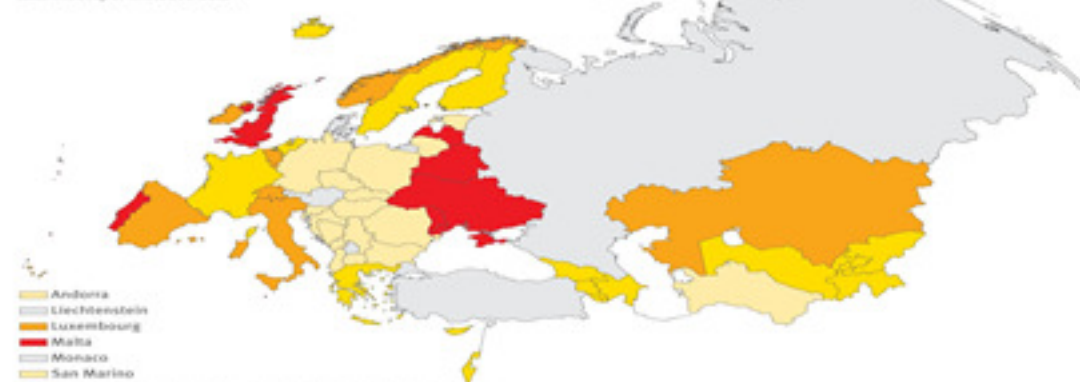 Andorra
Liechtenstein
Luxembourg
Malta
Monaco
San Marino